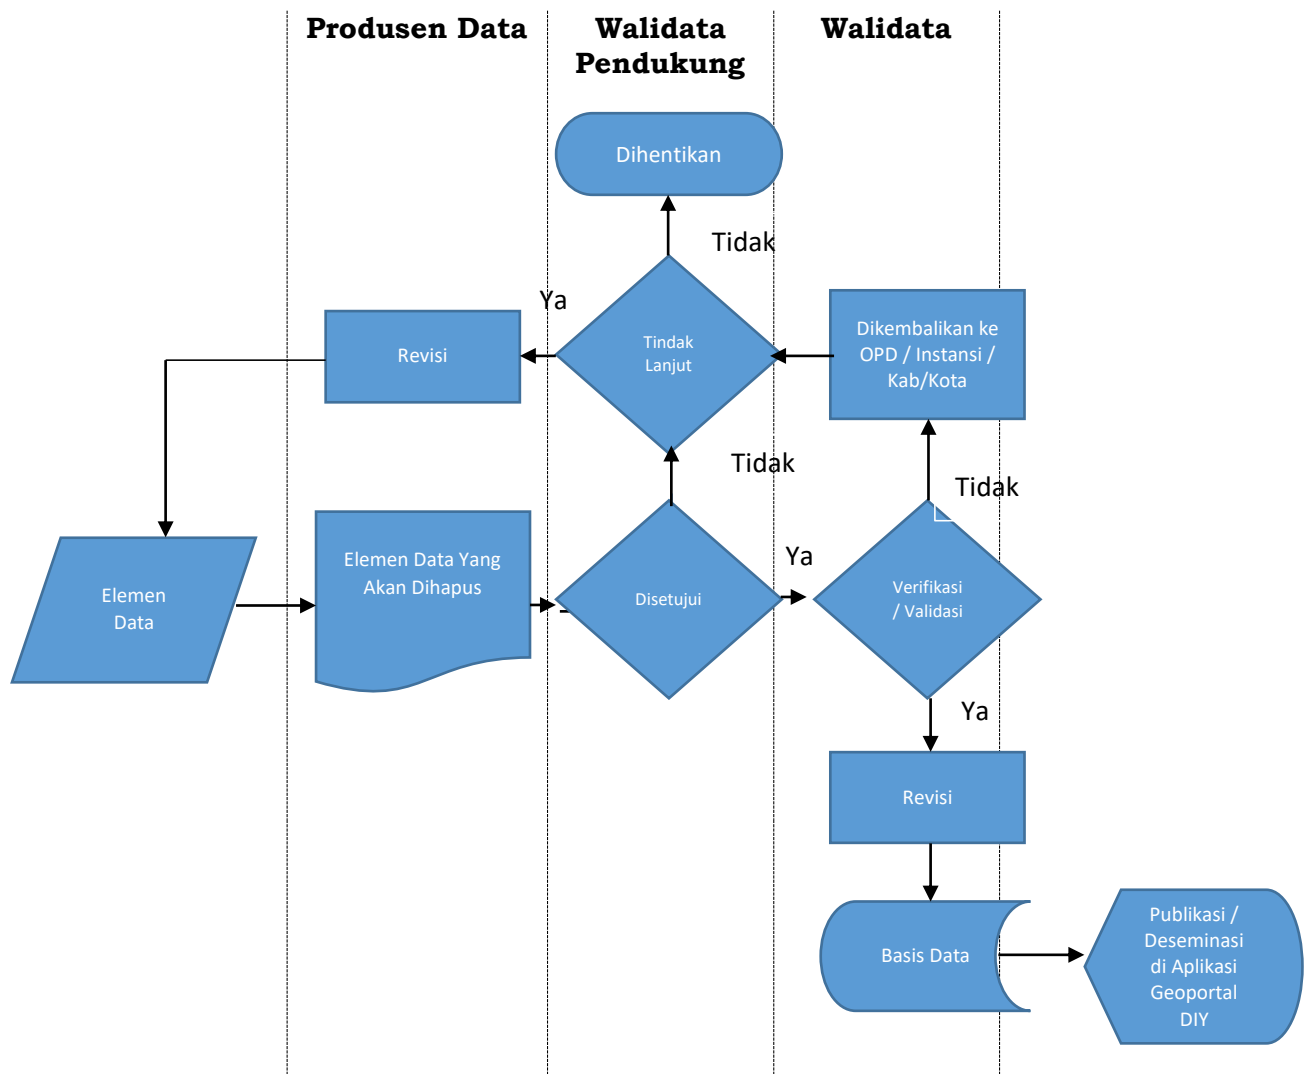 Produsen Data
Walidata
Pendukung
Walidata
Dihentikan
Tidak
Ya
Revisi
Tindak
Lanjut
Dikembalikan ke
OPD / Instansi /
Kab/Kota
Tidak
Tidak
Elemen
Data
Elemen Data Yang
Akan Dihapus
Disetujui
Ya
Verifikasi
/ Validasi
Ya
Revisi
Basis Data
Publikasi /
Deseminasi
di Aplikasi
Geoportal
DIY